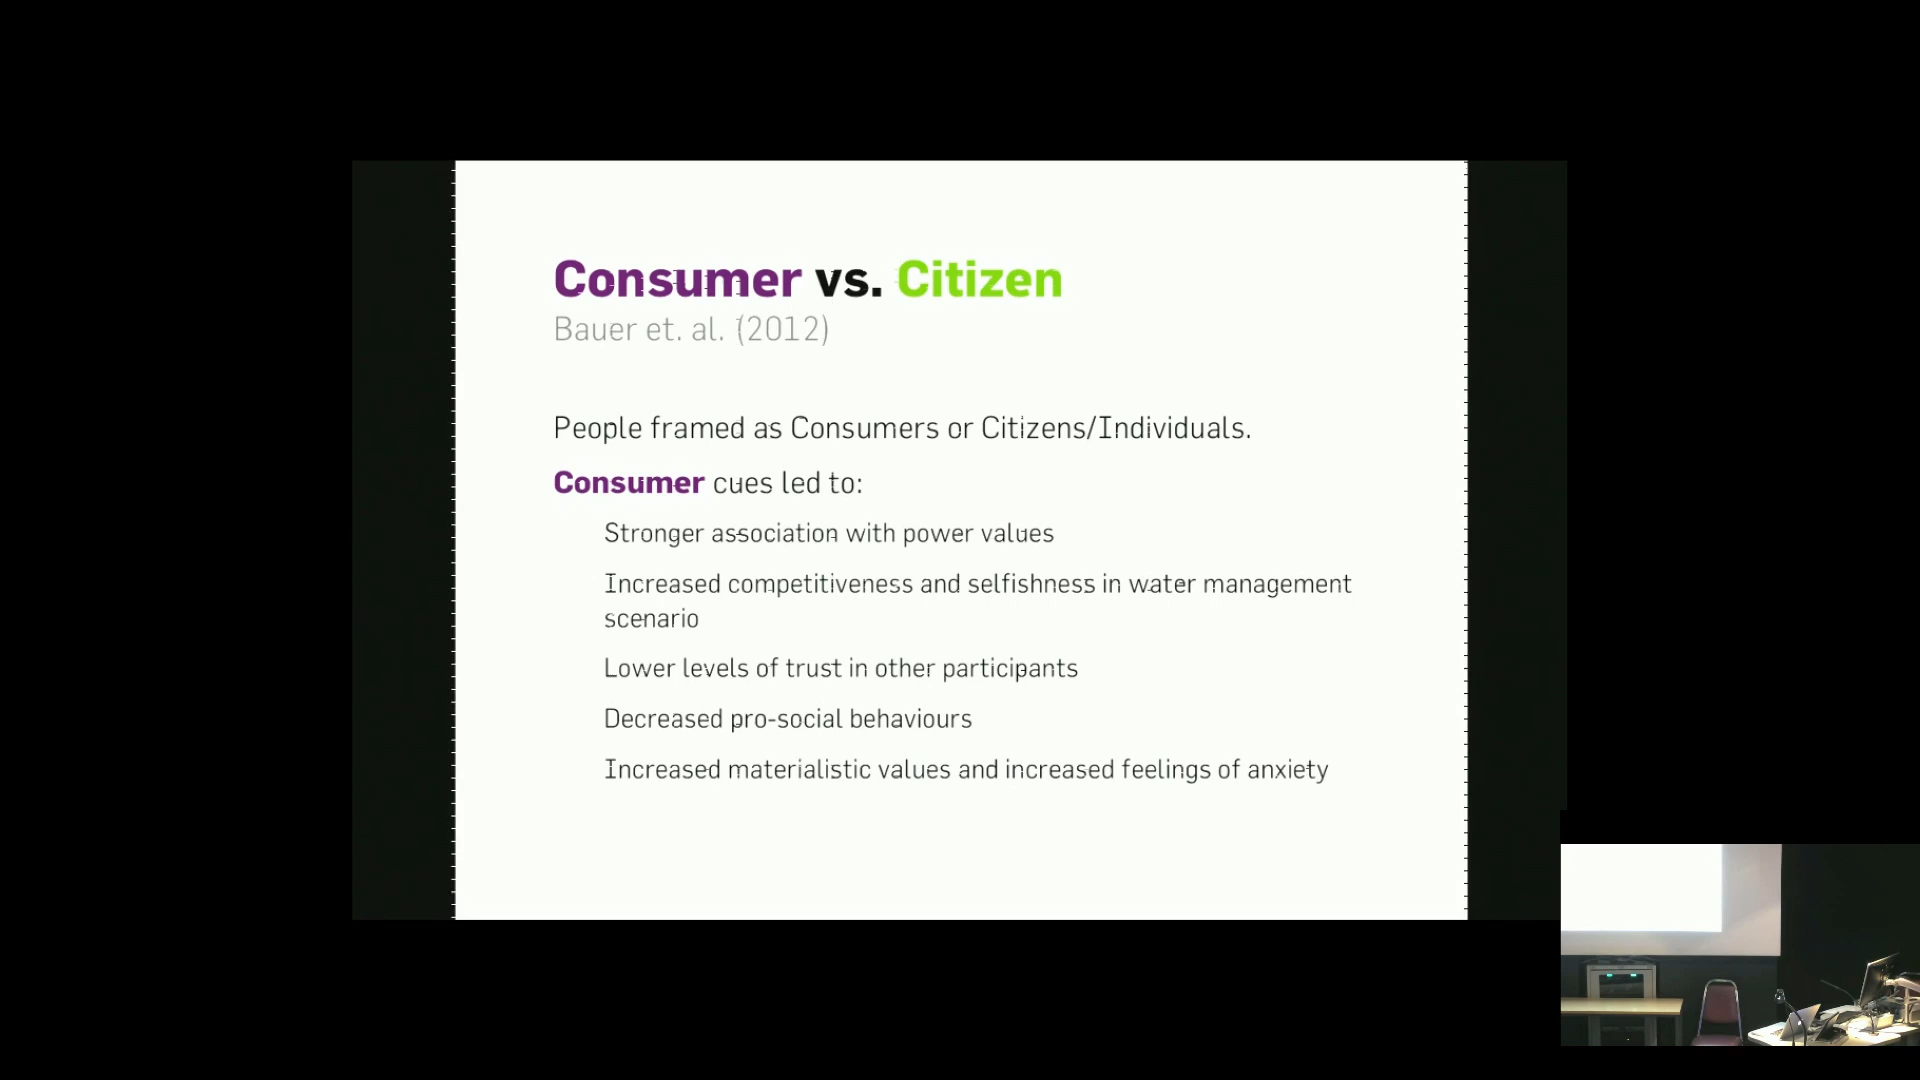 Consumer vs. Citizen
Bauer et. al. (2012)
People framed as Consumers or Citizens/Individuals.
Consumer cues led to:
Stronger association with power values
Increased competitiveness and selfishness in water management
scenario
Lower levels of trust in other participants
Decreased pro-social behaviours
Increased materialistic values and increased feelings of anxiety